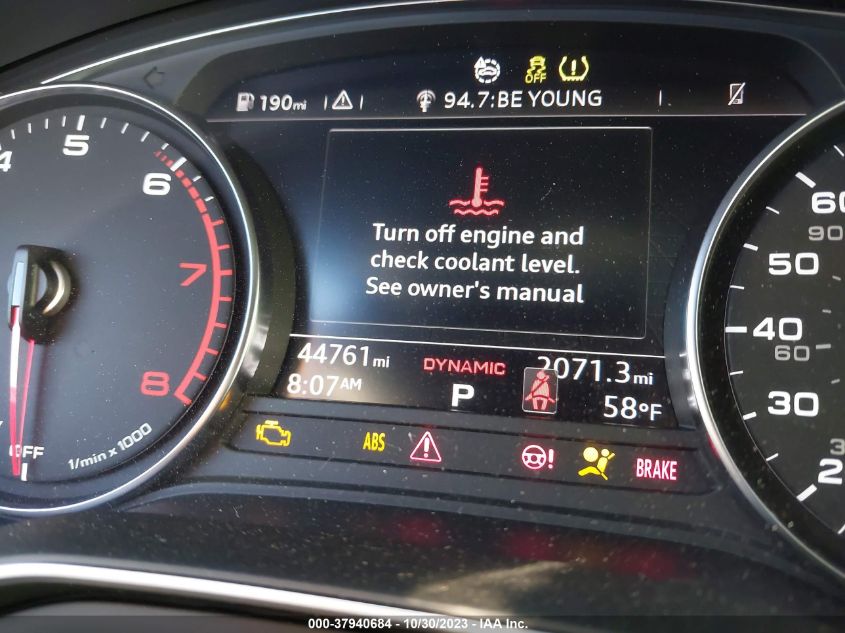 OFF
190mi
94.7:BE YOUNG
Turn off engine and
check coolant level.
See owner's manual
44761mi
DYNAMIC
2071.3mi
8:07AM
P
58°F
ABS
BRAKE
4
5
6
7
8
1/min x 1000
OFF
60
90
50
40
60
30
000-37940684 - 10/30/2023 - IAA Inc.